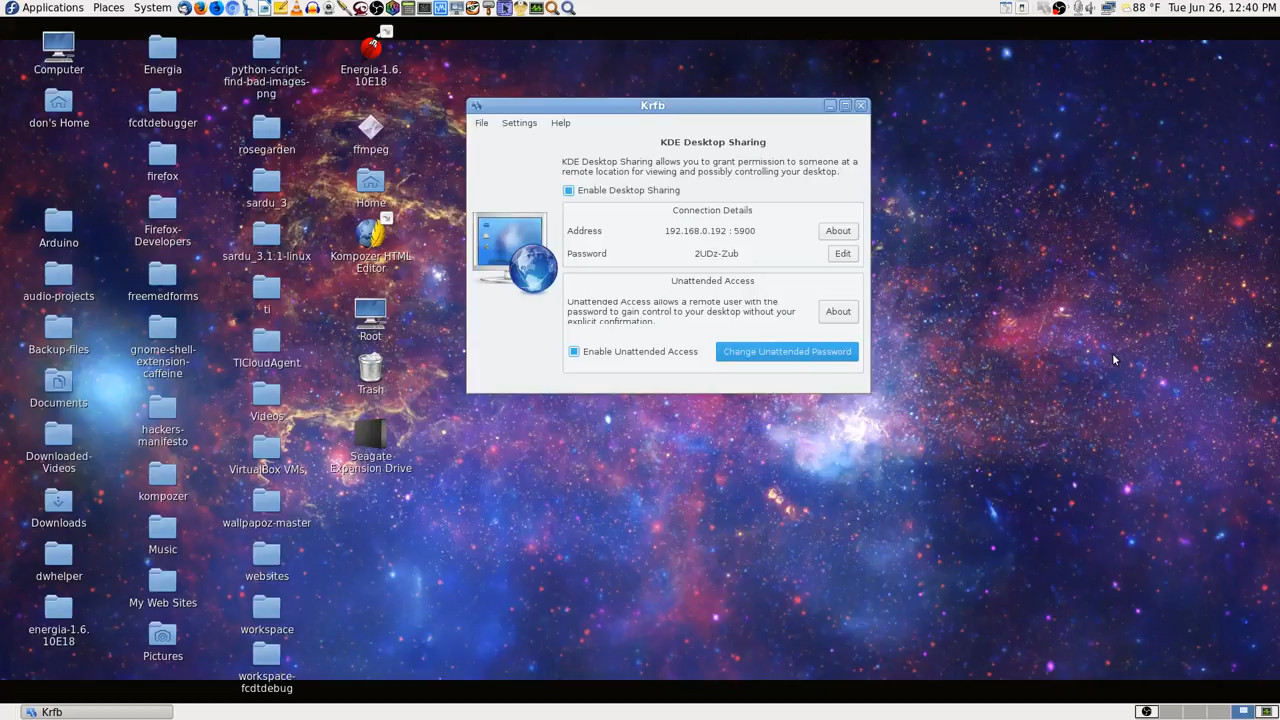 Applications Places System 88 °F Tue Jun 26, 12:40 PM
Computer
don's Home
Arduino
audio-projects
Backup-files
Documents
Downloaded-
Videos
Downloads
dwhelper
energia-1.6.
10E18
Energia
fcdtdebugger
firefox
Firefox-
Developers
freemedforms
gnome-shell-
extension-
caffeine
hackers-
manifesto
kompozer
Music
My Web Sites
Pictures
python-script-
find-bad-images-
png
rosegarden
sardu_3
sardu_3.1.1-linux
ti
TICloudAgent
Videos
VirtualBox VMs
wallpapoz-master
websites
workspace
workspace-
fcdtdebug
Energia-1.6.
10E18
ffmpeg
Home
Kompozer HTML
Editor
Root
Trash
Seagate
Expansion Drive
Krfb
File Settings Help
KDE Desktop Sharing
KDE Desktop Sharing allows you to grant permission to someone at a
remote location for viewing and possibly controlling your desktop.
Enable Desktop Sharing
Connection Details
Address 192.168.0.192 : 5900 About
Password 2UDz-Zub Edit
Unattended Access
Unattended Access allows a remote user with the
password to gain control to your desktop without your
explicit confirmation.
About
Enable Unattended Access Change Unattended Password
Krfb